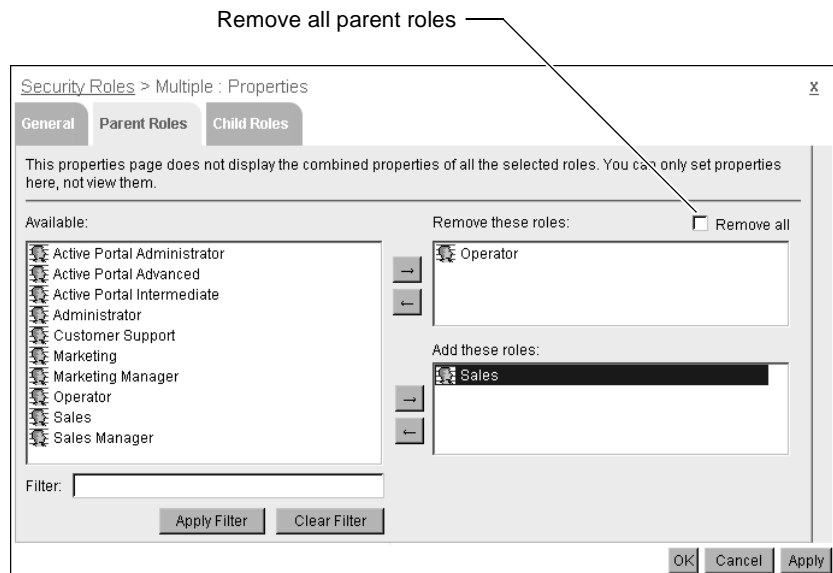 Remove all parent roles
Security Roles > Multiple : Properties
x
General
Parent Roles
Child Roles
This properties page does not display the combined properties of all the selected roles. You can only set properties
here, not view them.
Available:
Active Portal Administrator
Active Portal Advanced
Active Portal Intermediate
Administrator
Customer Support
Marketing
Marketing Manager
Operator
Sales
Sales Manager
Filter:
Apply Filter
Clear Filter
→
←
→
←
Remove these roles:
Remove all
Operator
Add these roles:
Sales
OK
Cancel
Apply